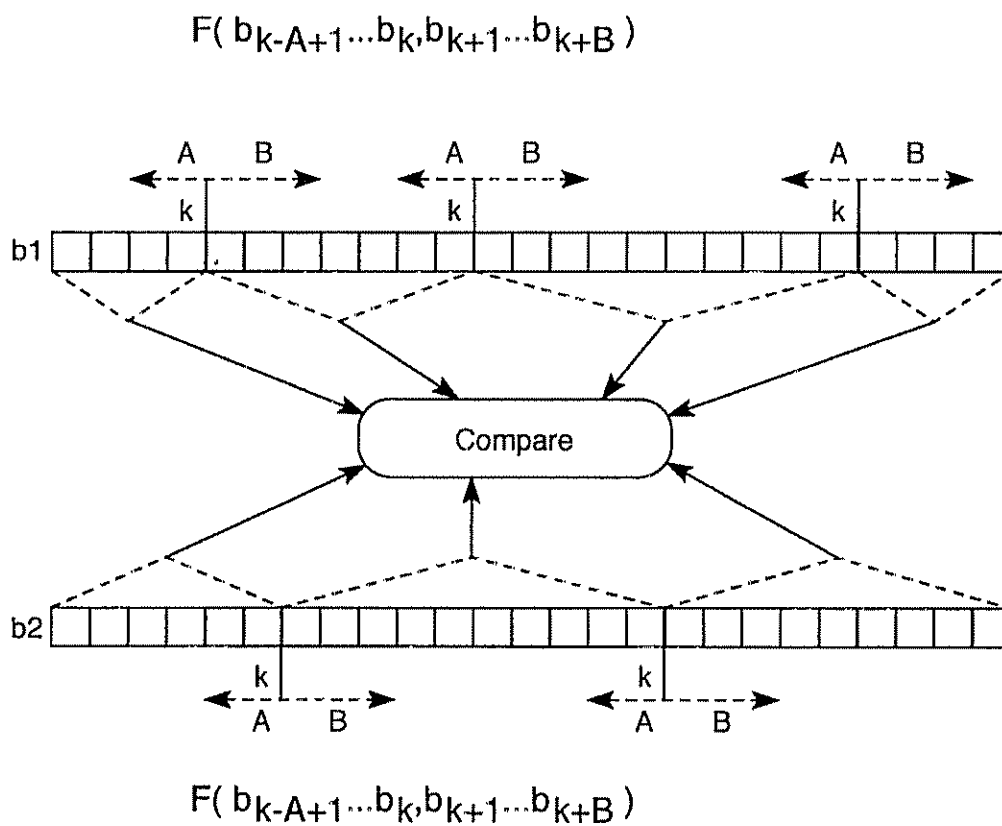 F( b_{k-A+1}...b_k,b_{k+1}...b_{k+B} )
A B A B A B
k k k
b1
Compare
b2
k k
A B A B
F( b_{k-A+1}...b_k,b_{k+1}...b_{k+B} )